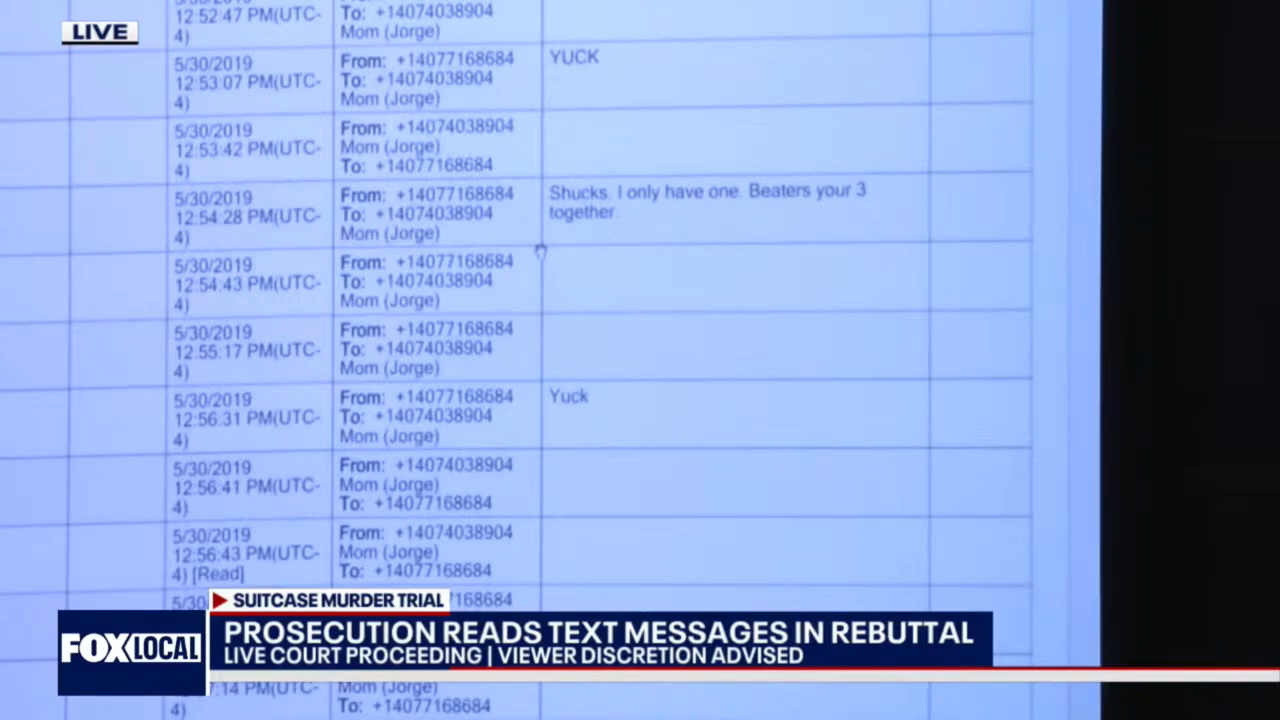 LIVE
12:52:47 PM(UTC-
4)
To: +14074038904
Mom (Jorge)
5/30/2019
12:53:07 PM(UTC-
4)
From: +14077168684
To: +14074038904
Mom (Jorge)
YUCK
5/30/2019
12:53:42 PM(UTC-
4)
From: +14074038904
Mom (Jorge)
To: +14077168684
5/30/2019
12:54:28 PM(UTC-
4)
From: +14077168684
To: +14074038904
Mom (Jorge)
Shucks. I only have one. Beaters your 3
together.
5/30/2019
12:54:43 PM(UTC-
4)
From: +14077168684
To: +14074038904
Mom (Jorge)
5/30/2019
12:55:17 PM(UTC-
4)
From: +14077168684
To: +14074038904
Mom (Jorge)
5/30/2019
12:56:31 PM(UTC-
4)
From: +14077168684
To: +14074038904
Mom (Jorge)
Yuck
5/30/2019
12:56:41 PM(UTC-
4)
From: +14074038904
Mom (Jorge)
To: +14077168684
5/30/2019
12:56:43 PM(UTC-
4) [Read]
From: +14074038904
Mom (Jorge)
To: +14077168684
5/30
168684
SUITCASE MURDER TRIAL
FOX LOCAL
PROSECUTION READS TEXT MESSAGES IN REBUTTAL
LIVE COURT PROCEEDING | VIEWER DISCRETION ADVISED
7:14 PM(UTC-
4)
Mom (Jorge)
To: +14077168684